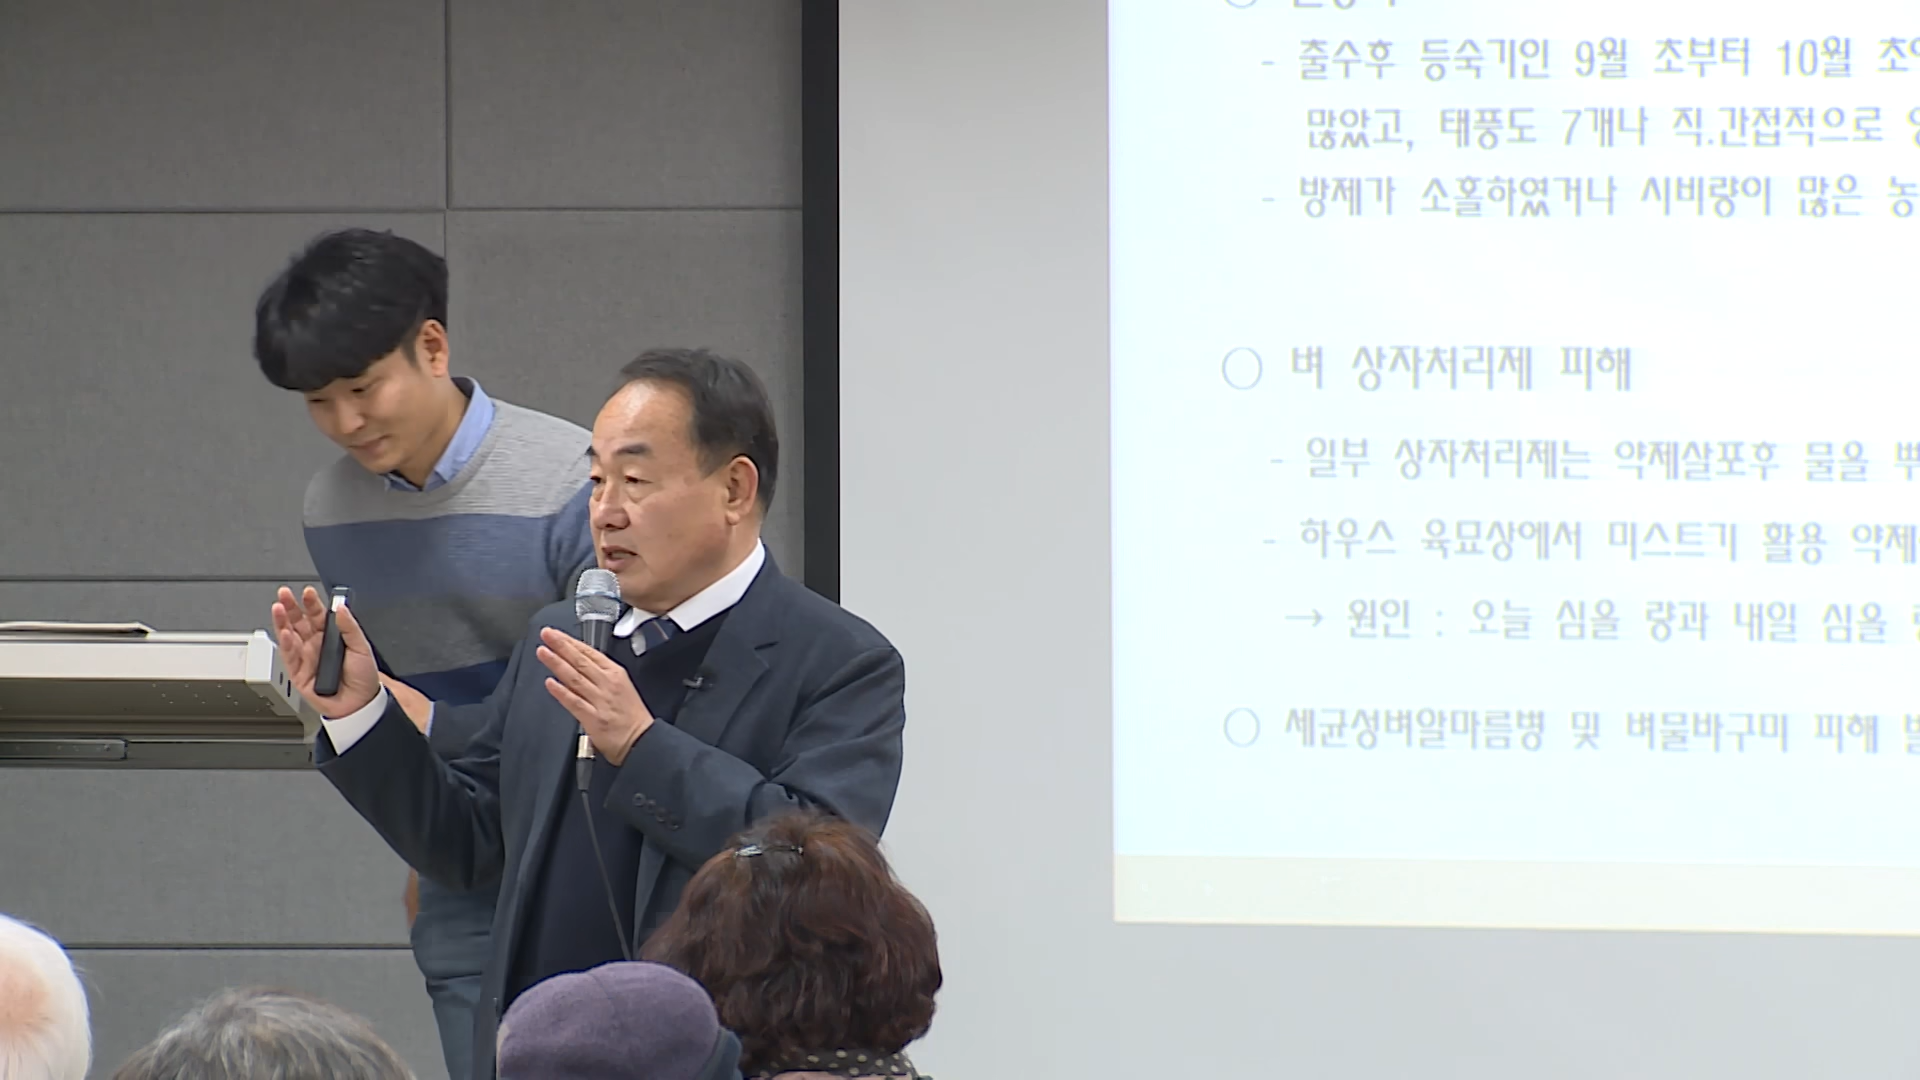 - 출수후 등숙기인 9월 초부터 10월
많았고, 태풍도 7개나 직.간접적으로
- 방제가 소홀하였거나 시비량이 많은
○ 벼 상자처리제 피해
- 일부 상자처리제는 약제살포후 물을
- 하우스 육묘상에서 미스트기 활용
→ 원인 : 오늘 심을 량과 내일 심을
○ 세균성벼알마름병 및 벼물바구미 피해